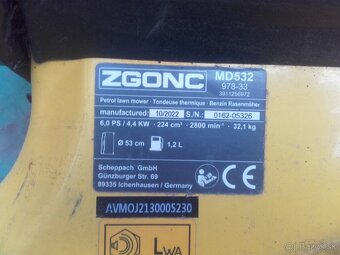 ZGONC
MD532
978-33
3911256972
Petrol lawn mower · Tondeuse thermique · Benzin Rasenmäher
manufactured: 10/2022 S./N.: 0162-05326
6,0 PS / 4,4 KW · 224 cm³ · 2800 min⁻¹ · 32,1 kg
Ø 53 cm 1,2 L
Scheppach GmbH
Günzburger Str. 69
89335 Ichenhausen / Germany
CE
AVMOJ2130005230
LWA